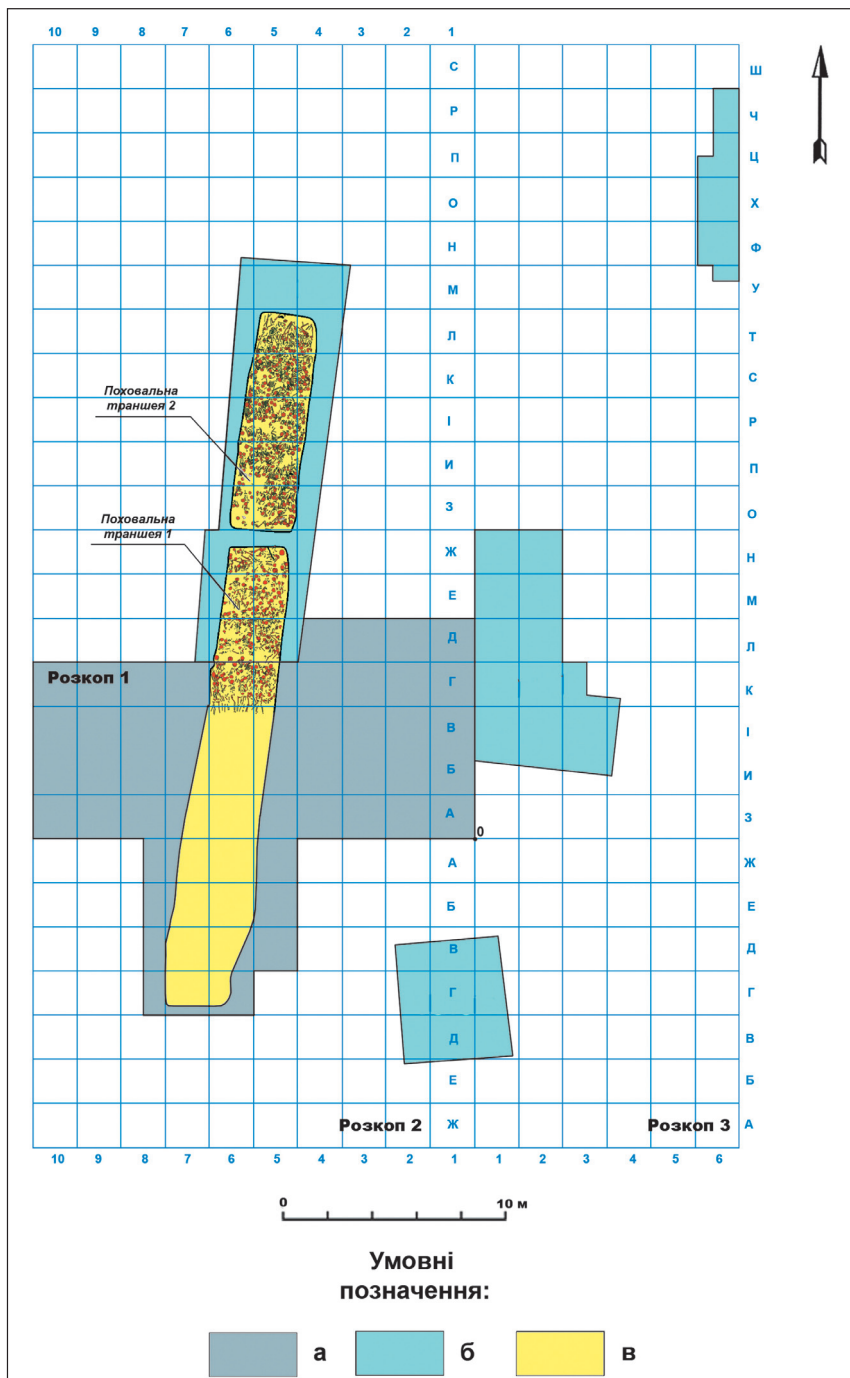 10 9 8 7 6 5 4 3 2 1
С Ш
Р Ч
П Ц
О Х
Н Ф
М У
Л Т
К С
Поховальна
траншея 2
І Р
И П
З О
Поховальна
траншея 1
Ж Н
Е М
Д Л
Розкоп 1 Г К
В І
Б И
А З
0
А Ж
Б Е
В Д
Г Г
Д В
Е Б
Розкоп 2 Ж Розкоп 3 А
10 9 8 7 6 5 4 3 2 1 1 2 3 4 5 6
0 10 м
Умовні
позначення:
а б в